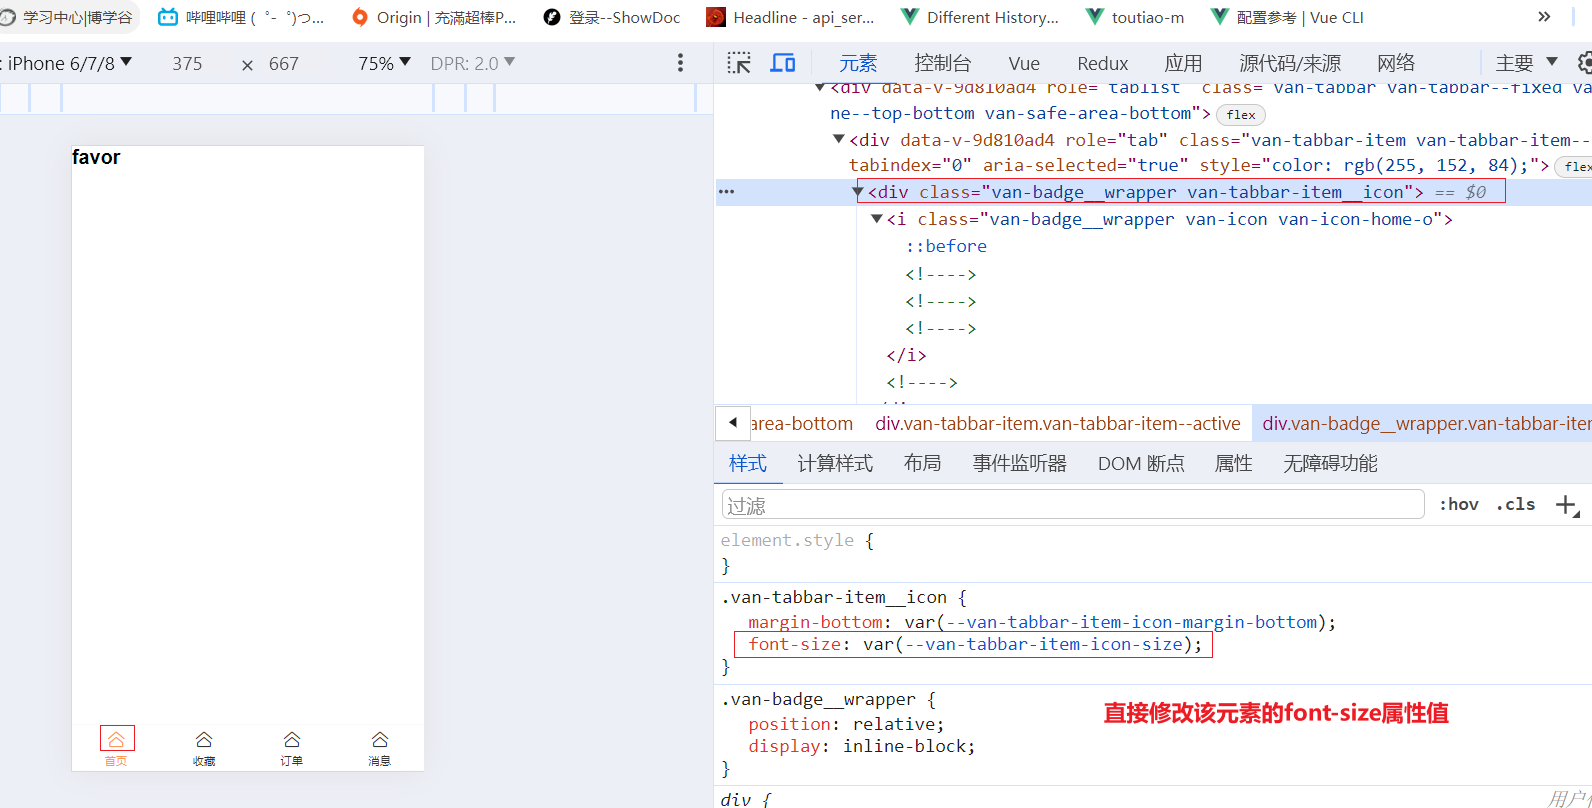 学习中心|博学谷 哔哩哔哩 (゜-゜)つ... Origin | 充满超棒P... 登录--ShowDoc Headline - api_ser... Different History... toutiao-m 配置参考 | Vue CLI »
: iPhone 6/7/8 ▼ 375 × 667 75% ▼ DPR: 2.0 ▼
元素 控制台 Vue Redux 应用 源代码/来源 网络 主要 ▼
▼<div data-v-9d810ad4 role="tablist" class="van-tabbar van-tabbar--fixed va
ne--top-bottom van-safe-area-bottom"> flex
▼<div data-v-9d810ad4 role="tab" class="van-tabbar-item van-tabbar-item--
tabindex="0" aria-selected="true" style="color: rgb(255, 152, 84);"> flex
••• ▼<div class="van-badge__wrapper van-tabbar-item__icon"> == $0
▼<i class="van-badge__wrapper van-icon van-icon-home-o">
::before
<!---->
<!---->
<!---->
</i>
<!---->
◀ area-bottom div.van-tabbar-item.van-tabbar-item--active div.van-badge__wrapper.van-tabbar-iter
样式 计算样式 布局 事件监听器 DOM 断点 属性 无障碍功能
过滤 :hov .cls +
element.style {
}
.van-tabbar-item__icon {
margin-bottom: var(--van-tabbar-item-icon-margin-bottom);
font-size: var(--van-tabbar-item-icon-size);
}
.van-badge__wrapper {
position: relative;
display: inline-block;
}
div {
用户代
直接修改该元素的font-size属性值
favor
首页 收藏 订单 消息